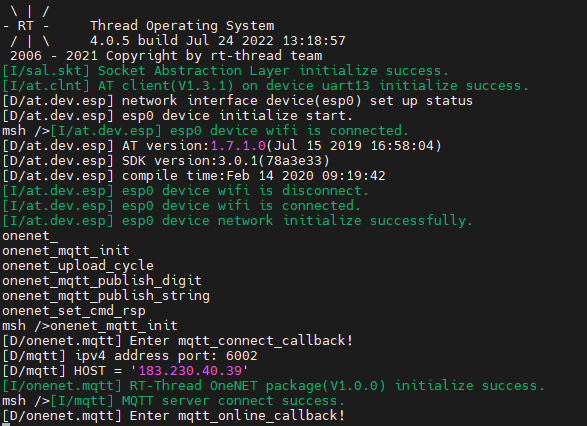 \ | /
- RT -     Thread Operating System
 / | \     4.0.5 build Jul 24 2022 13:18:57
 2006 - 2021 Copyright by rt-thread team
[I/sal.skt] Socket Abstraction Layer initialize success.
[I/at.clnt] AT client(V1.3.1) on device uart13 initialize success.
[D/at.dev.esp] network interface device(esp0) set up status
[D/at.dev.esp] esp0 device initialize start.
msh />[I/at.dev.esp] esp0 device wifi is connected.
[D/at.dev.esp] AT version:1.7.1.0(Jul 15 2019 16:58:04)
[D/at.dev.esp] SDK version:3.0.1(78a3e33)
[D/at.dev.esp] compile time:Feb 14 2020 09:19:42
[I/at.dev.esp] esp0 device wifi is disconnect.
[I/at.dev.esp] esp0 device wifi is connected.
[I/at.dev.esp] esp0 device network initialize successfully.
onenet_
onenet_mqtt_init
onenet_upload_cycle
onenet_mqtt_publish_digit
onenet_mqtt_publish_string
onenet_set_cmd_rsp
msh />onenet_mqtt_init
[D/onenet.mqtt] Enter mqtt_connect_callback!
[D/mqtt] ipv4 address port: 6002
[D/mqtt] HOST = '183.230.40.39'
[I/onenet.mqtt] RT-Thread OneNET package(V1.0.0) initialize success.
msh />[I/mqtt] MQTT server connect success.
[D/onenet.mqtt] Enter mqtt_online_callback!